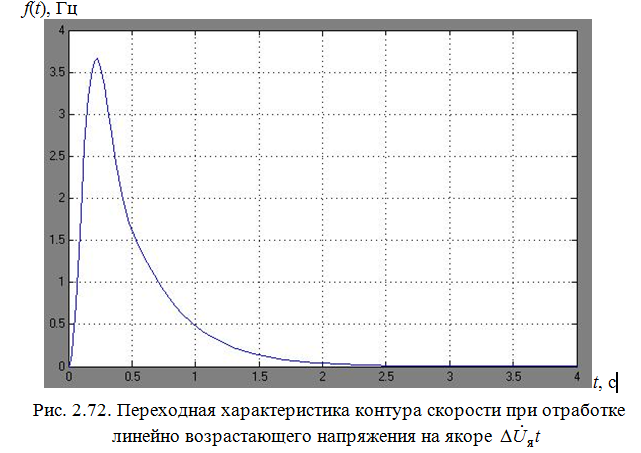 f(t), Гц
4
3.5
3
2.5
2
1.5
1
0.5
0
0 0.5 1 1.5 2 2.5 3 3.5 4
t, с
Рис. 2.72. Переходная характеристика контура скорости при отработке
линейно возрастающего напряжения на якоре ΔU̇яt